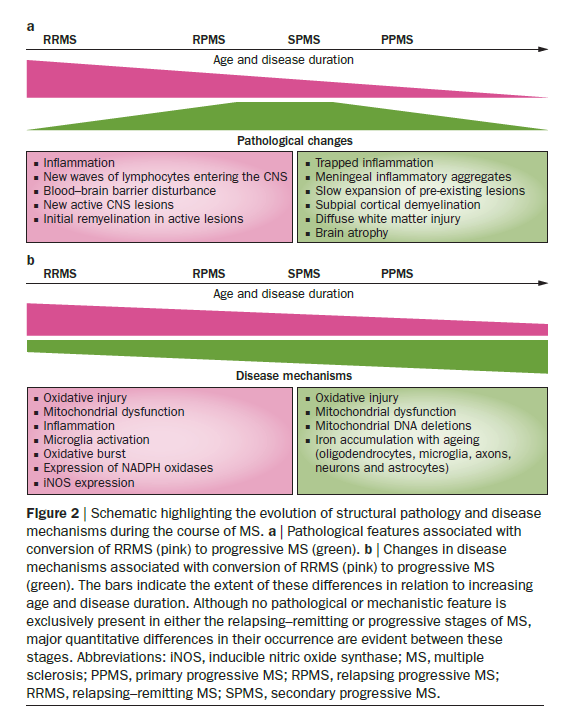 a
RRMS RPMS SPMS PPMS
Age and disease duration
Pathological changes
▪ Inflammation
▪ New waves of lymphocytes entering the CNS
▪ Blood–brain barrier disturbance
▪ New active CNS lesions
▪ Initial remyelination in active lesions
▪ Trapped inflammation
▪ Meningeal inflammatory aggregates
▪ Slow expansion of pre-existing lesions
▪ Subpial cortical demyelination
▪ Diffuse white matter injury
▪ Brain atrophy
b
RRMS RPMS SPMS PPMS
Age and disease duration
Disease mechanisms
▪ Oxidative injury
▪ Mitochondrial dysfunction
▪ Inflammation
▪ Microglia activation
▪ Oxidative burst
▪ Expression of NADPH oxidases
▪ iNOS expression
▪ Oxidative injury
▪ Mitochondrial dysfunction
▪ Mitochondrial DNA deletions
▪ Iron accumulation with ageing
(oligodendrocytes, microglia, axons,
neurons and astrocytes)
Figure 2 | Schematic highlighting the evolution of structural pathology and disease
mechanisms during the course of MS. a | Pathological features associated with
conversion of RRMS (pink) to progressive MS (green). b | Changes in disease
mechanisms associated with conversion of RRMS (pink) to progressive MS
(green). The bars indicate the extent of these differences in relation to increasing
age and disease duration. Although no pathological or mechanistic feature is
exclusively present in either the relapsing–remitting or progressive stages of MS,
major quantitative differences in their occurrence are evident between these
stages. Abbreviations: iNOS, inducible nitric oxide synthase; MS, multiple
sclerosis; PPMS, primary progressive MS; RPMS, relapsing progressive MS;
RRMS, relapsing–remitting MS; SPMS, secondary progressive MS.